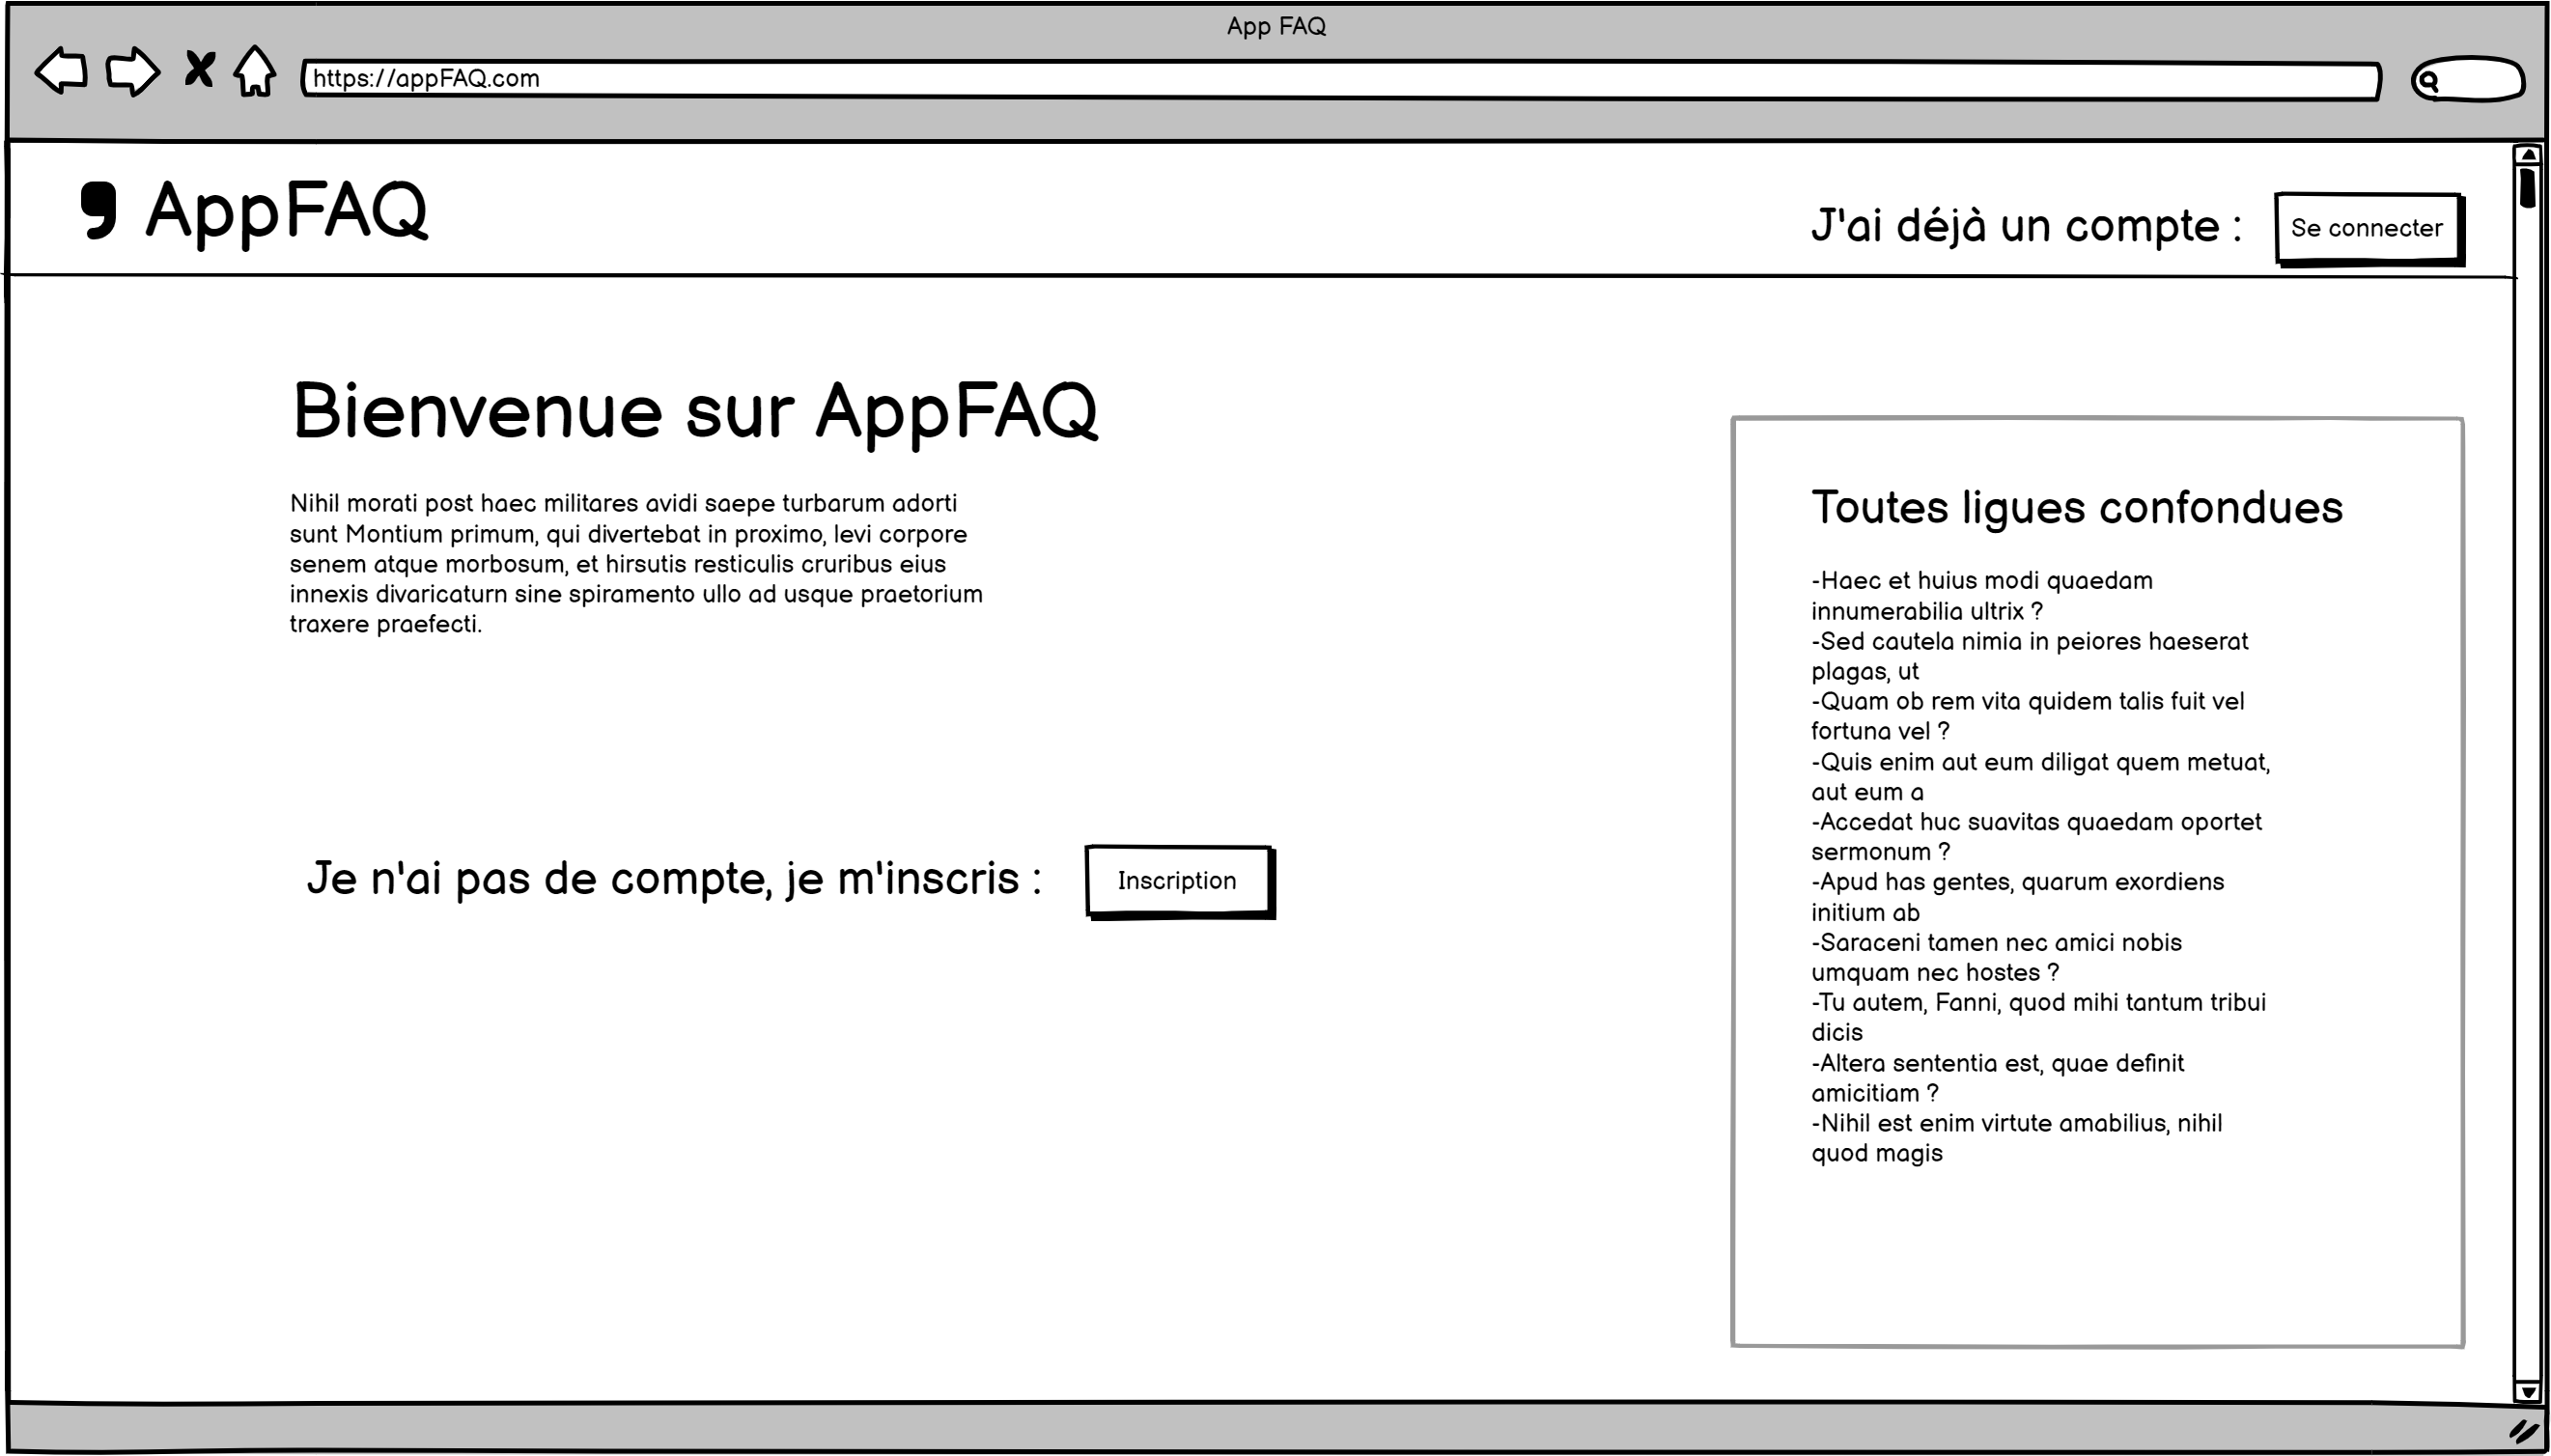 App FAQ
https://appFAQ.com
AppFAQ
J'ai déjà un compte :
Se connecter
Bienvenue sur AppFAQ
Nihil morati post haec militares avidi saepe turbarum adorti
sunt Montium primum, qui divertebat in proximo, levi corpore
senem atque morbosum, et hirsutis resticulis cruribus eius
innexis divaricaturn sine spiramento ullo ad usque praetorium
traxere praefecti.
Je n'ai pas de compte, je m'inscris :
Inscription
Toutes ligues confondues
-Haec et huius modi quaedam
innumerabilia ultrix ?
-Sed cautela nimia in peiores haeserat
plagas, ut
-Quam ob rem vita quidem talis fuit vel
fortuna vel ?
-Quis enim aut eum diligat quem metuat,
aut eum a
-Accedat huc suavitas quaedam oportet
sermonum ?
-Apud has gentes, quarum exordiens
initium ab
-Saraceni tamen nec amici nobis
umquam nec hostes ?
-Tu autem, Fanni, quod mihi tantum tribui
dicis
-Altera sententia est, quae definit
amicitiam ?
-Nihil est enim virtute amabilius, nihil
quod magis